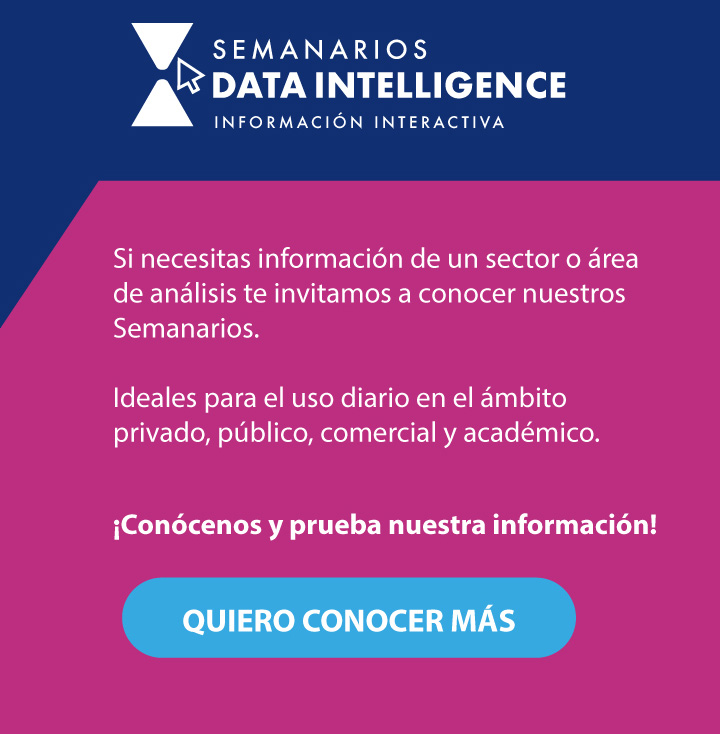 SEMANARIOS
DATA INTELLIGENCE
INFORMACIÓN INTERACTIVA
Si necesitas información de un sector o área
de análisis te invitamos a conocer nuestros
Semanarios.
Ideales para el uso diario en el ámbito
privado, público, comercial y académico.
¡Conócenos y prueba nuestra información!
QUIERO CONOCER MÁS